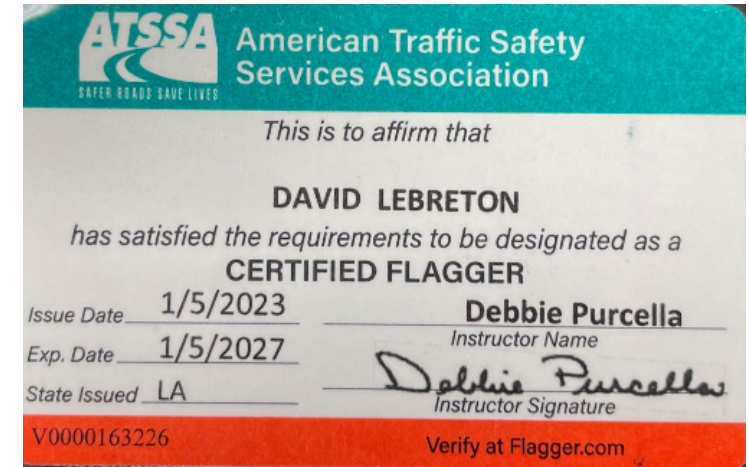 ATSSA
SAFER ROADS SAVE LIVES
American Traffic Safety
Services Association
This is to affirm that
DAVID LEBRETON
has satisfied the requirements to be designated as a
CERTIFIED FLAGGER
Issue Date 1/5/2023
Debbie Purcella
Instructor Name
Exp. Date 1/5/2027
Debbie Purcella
State Issued LA
Instructor Signature
V0000163226
Verify at Flagger.com